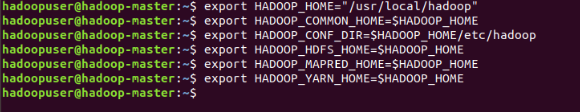 hadoopuser@hadoop-master:~$ export HADOOP_HOME="/usr/local/hadoop"
hadoopuser@hadoop-master:~$ export HADOOP_COMMON_HOME=$HADOOP_HOME
hadoopuser@hadoop-master:~$ export HADOOP_CONF_DIR=$HADOOP_HOME/etc/hadoop
hadoopuser@hadoop-master:~$ export HADOOP_HDFS_HOME=$HADOOP_HOME
hadoopuser@hadoop-master:~$ export HADOOP_MAPRED_HOME=$HADOOP_HOME
hadoopuser@hadoop-master:~$ export HADOOP_YARN_HOME=$HADOOP_HOME
hadoopuser@hadoop-master:~$